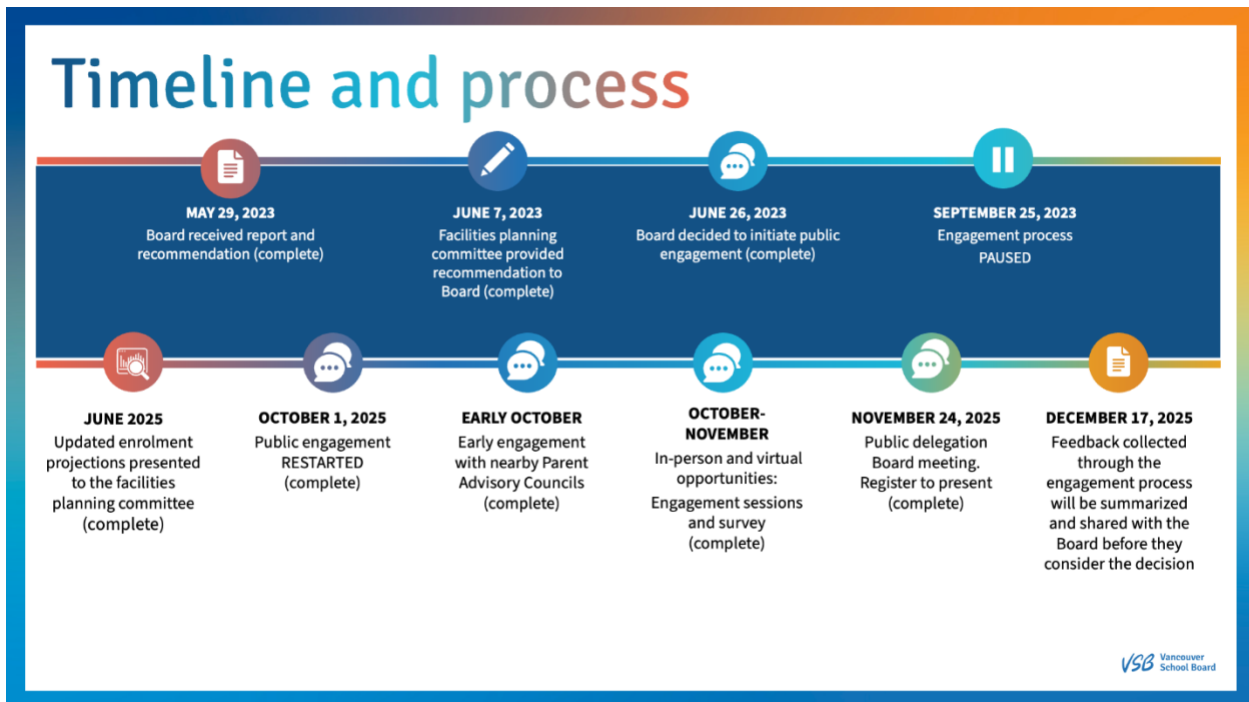 Timeline and process
MAY 29, 2023
Board received report and
recommendation (complete)
JUNE 7, 2023
Facilities planning
committee provided
recommendation to
Board (complete)
JUNE 26, 2023
Board decided to initiate public
engagement (complete)
SEPTEMBER 25, 2023
Engagement process
PAUSED
JUNE 2025
Updated enrolment
projections presented
to the facilities
planning committee
(complete)
OCTOBER 1, 2025
Public engagement
RESTARTED
(complete)
EARLY OCTOBER
Early engagement
with nearby Parent
Advisory Councils
(complete)
OCTOBER-
NOVEMBER
In-person and virtual
opportunities:
Engagement sessions
and survey
(complete)
NOVEMBER 24, 2025
Public delegation
Board meeting.
Register to present
(complete)
DECEMBER 17, 2025
Feedback collected
through the
engagement process
will be summarized
and shared with the
Board before they
consider the decision
VSB Vancouver
School Board